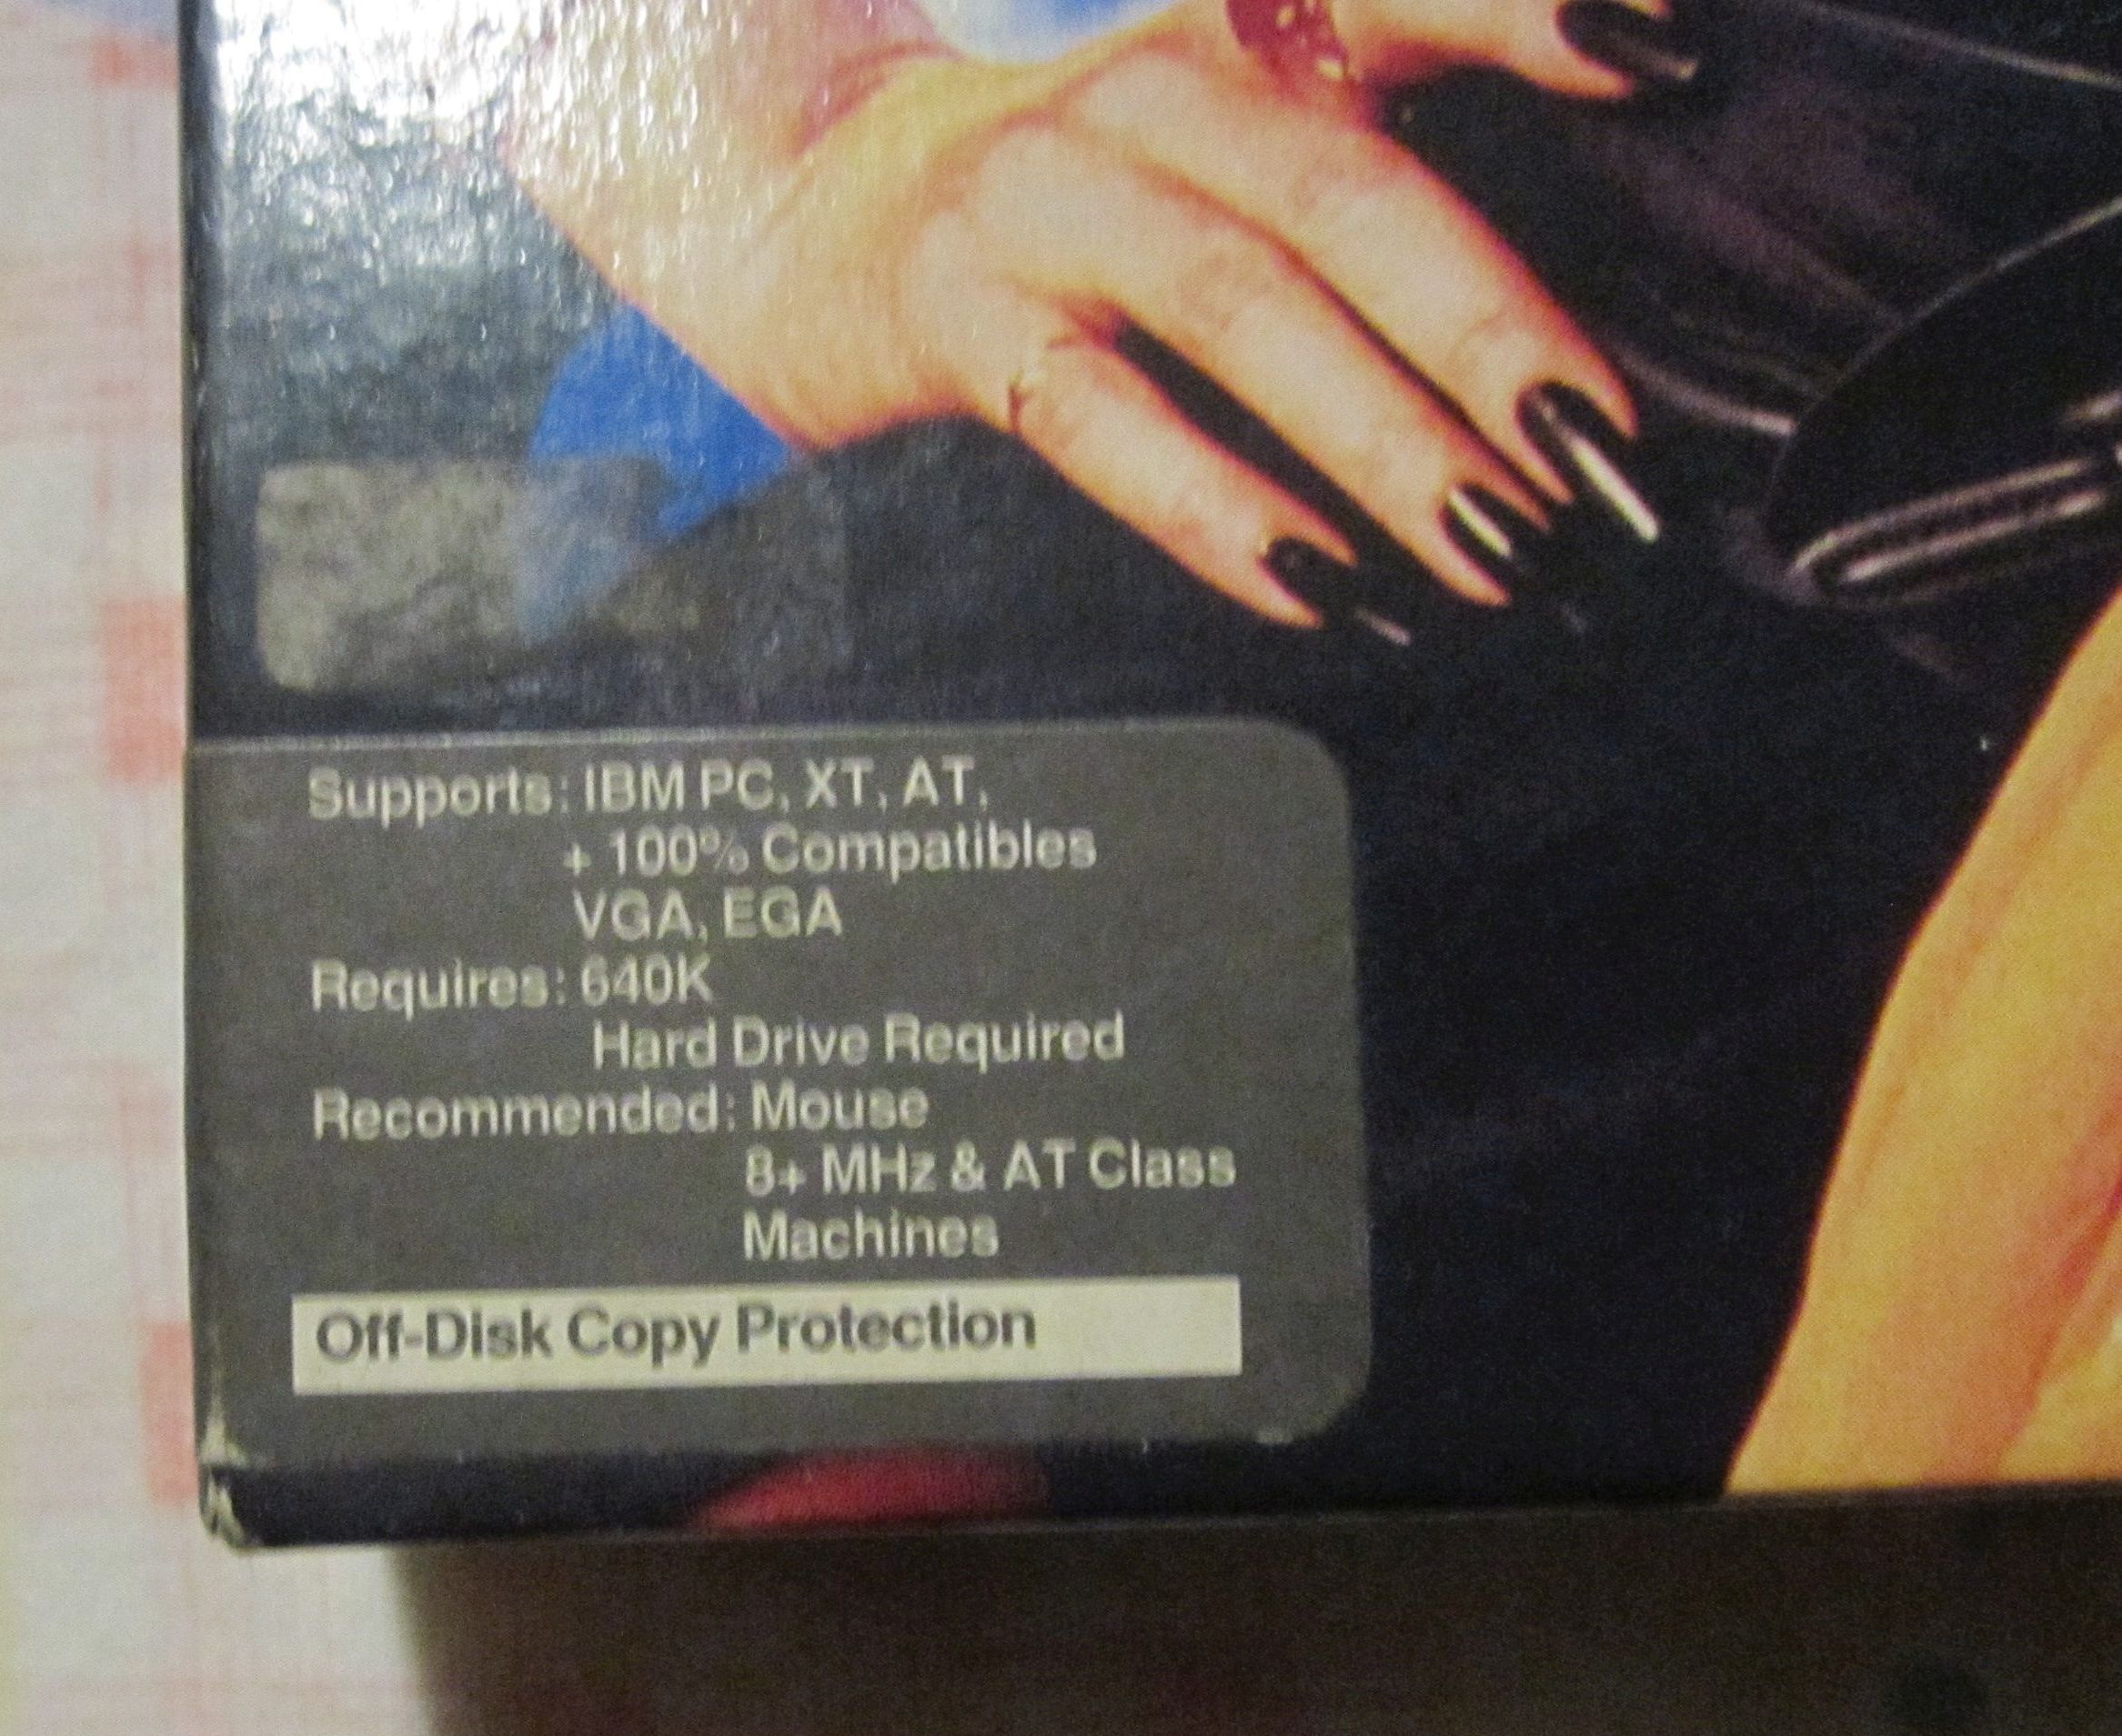 Supports: IBM PC, XT, AT,
+ 100% Compatibles
VGA, EGA
Requires: 640K
Hard Drive Required
Recommended: Mouse
8+ MHz & AT Class
Machines
Off-Disk Copy Protection